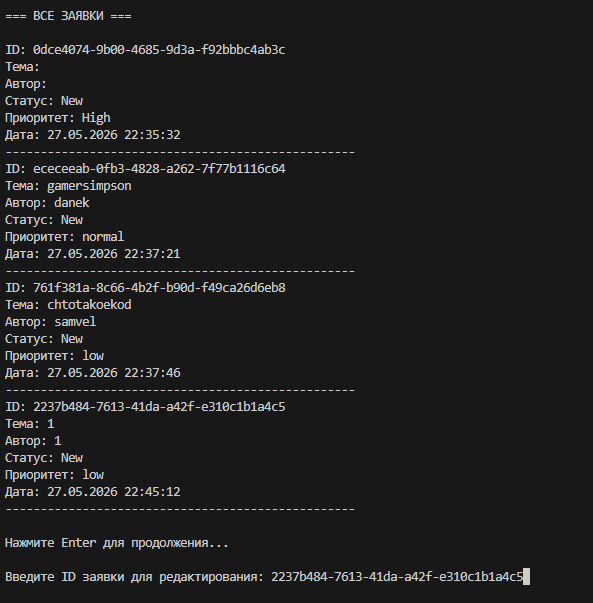 === ВСЕ ЗАЯВКИ ===
ID: 0dce4074-9b00-4685-9d3a-f92bbbc4ab3c
Тема:
Автор:
Статус: New
Приоритет: High
Дата: 27.05.2026 22:35:32
--------------------------------------------------
ID: ececeeab-0fb3-4828-a262-7f77b1116c64
Тема: gamersimpson
Автор: danek
Статус: New
Приоритет: normal
Дата: 27.05.2026 22:37:21
--------------------------------------------------
ID: 761f381a-8c66-4b2f-b90d-f49ca26d6eb8
Тема: chtotakoekod
Автор: samvel
Статус: New
Приоритет: low
Дата: 27.05.2026 22:37:46
--------------------------------------------------
ID: 2237b484-7613-41da-a42f-e310c1b1a4c5
Тема: 1
Автор: 1
Статус: New
Приоритет: low
Дата: 27.05.2026 22:45:12
--------------------------------------------------
Нажмите Enter для продолжения...
Введите ID заявки для редактирования: 2237b484-7613-41da-a42f-e310c1b1a4c5